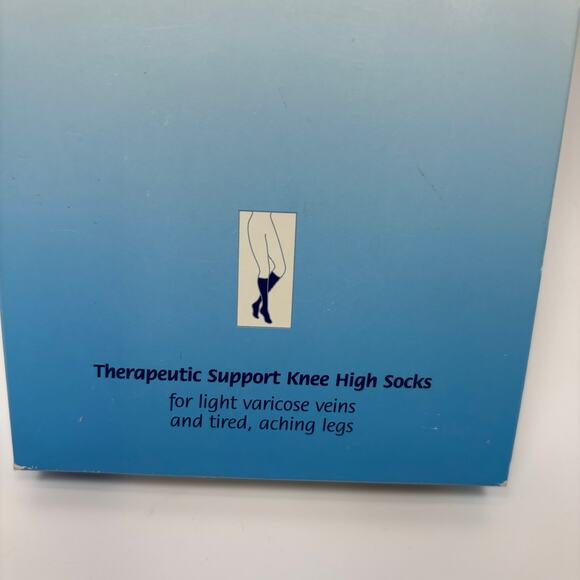 Therapeutic Support Knee High Socks
for light varicose veins
and tired, aching legs